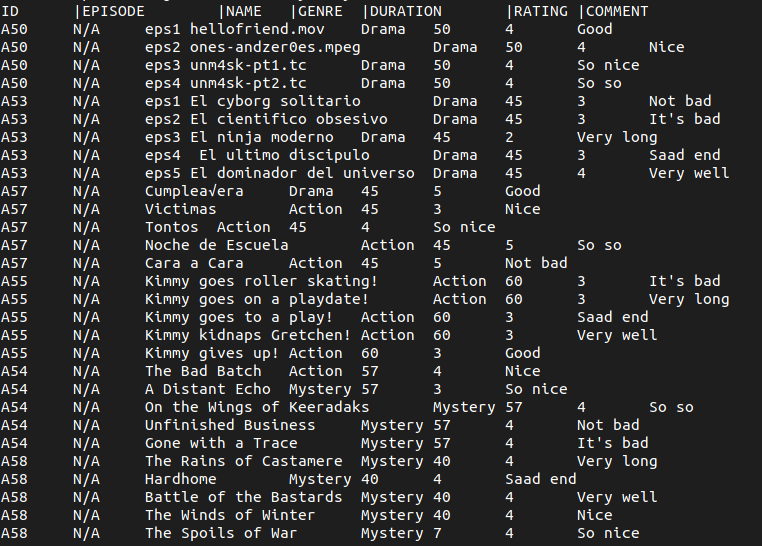 ID |EPISODE |NAME |GENRE |DURATION |RATING |COMMENT
A50 N/A eps1 hellofriend.mov Drama 50 4 Good
A50 N/A eps2 ones-andzer0es.mpeg Drama 50 4 Nice
A50 N/A eps3 unm4sk-pt1.tc Drama 50 4 So nice
A50 N/A eps4 unm4sk-pt2.tc Drama 50 4 So so
A53 N/A eps1 El cyborg solitario Drama 45 3 Not bad
A53 N/A eps2 El cientifico obsesivo Drama 45 3 It's bad
A53 N/A eps3 El ninja moderno Drama 45 2 Very long
A53 N/A eps4 El ultimo discipulo Drama 45 3 Saad end
A53 N/A eps5 El dominador del universo Drama 45 4 Very well
A57 N/A Cumplea√era Drama 45 5 Good
A57 N/A Victimas Action 45 3 Nice
A57 N/A Tontos Action 45 4 So nice
A57 N/A Noche de Escuela Action 45 5 So so
A57 N/A Cara a Cara Action 45 5 Not bad
A55 N/A Kimmy goes roller skating! Action 60 3 It's bad
A55 N/A Kimmy goes on a playdate! Action 60 3 Very long
A55 N/A Kimmy goes to a play! Action 60 3 Saad end
A55 N/A Kimmy kidnaps Gretchen! Action 60 3 Very well
A55 N/A Kimmy gives up! Action 60 3 Good
A54 N/A The Bad Batch Action 57 4 Nice
A54 N/A A Distant Echo Mystery 57 3 So nice
A54 N/A On the Wings of Keeradaks Mystery 57 4 So so
A54 N/A Unfinished Business Mystery 57 4 Not bad
A54 N/A Gone with a Trace Mystery 57 4 It's bad
A58 N/A The Rains of Castamere Mystery 40 4 Very long
A58 N/A Hardhome Mystery 40 4 Saad end
A58 N/A Battle of the Bastards Mystery 40 4 Very well
A58 N/A The Winds of Winter Mystery 40 4 Nice
A58 N/A The Spoils of War Mystery 7 4 So nice